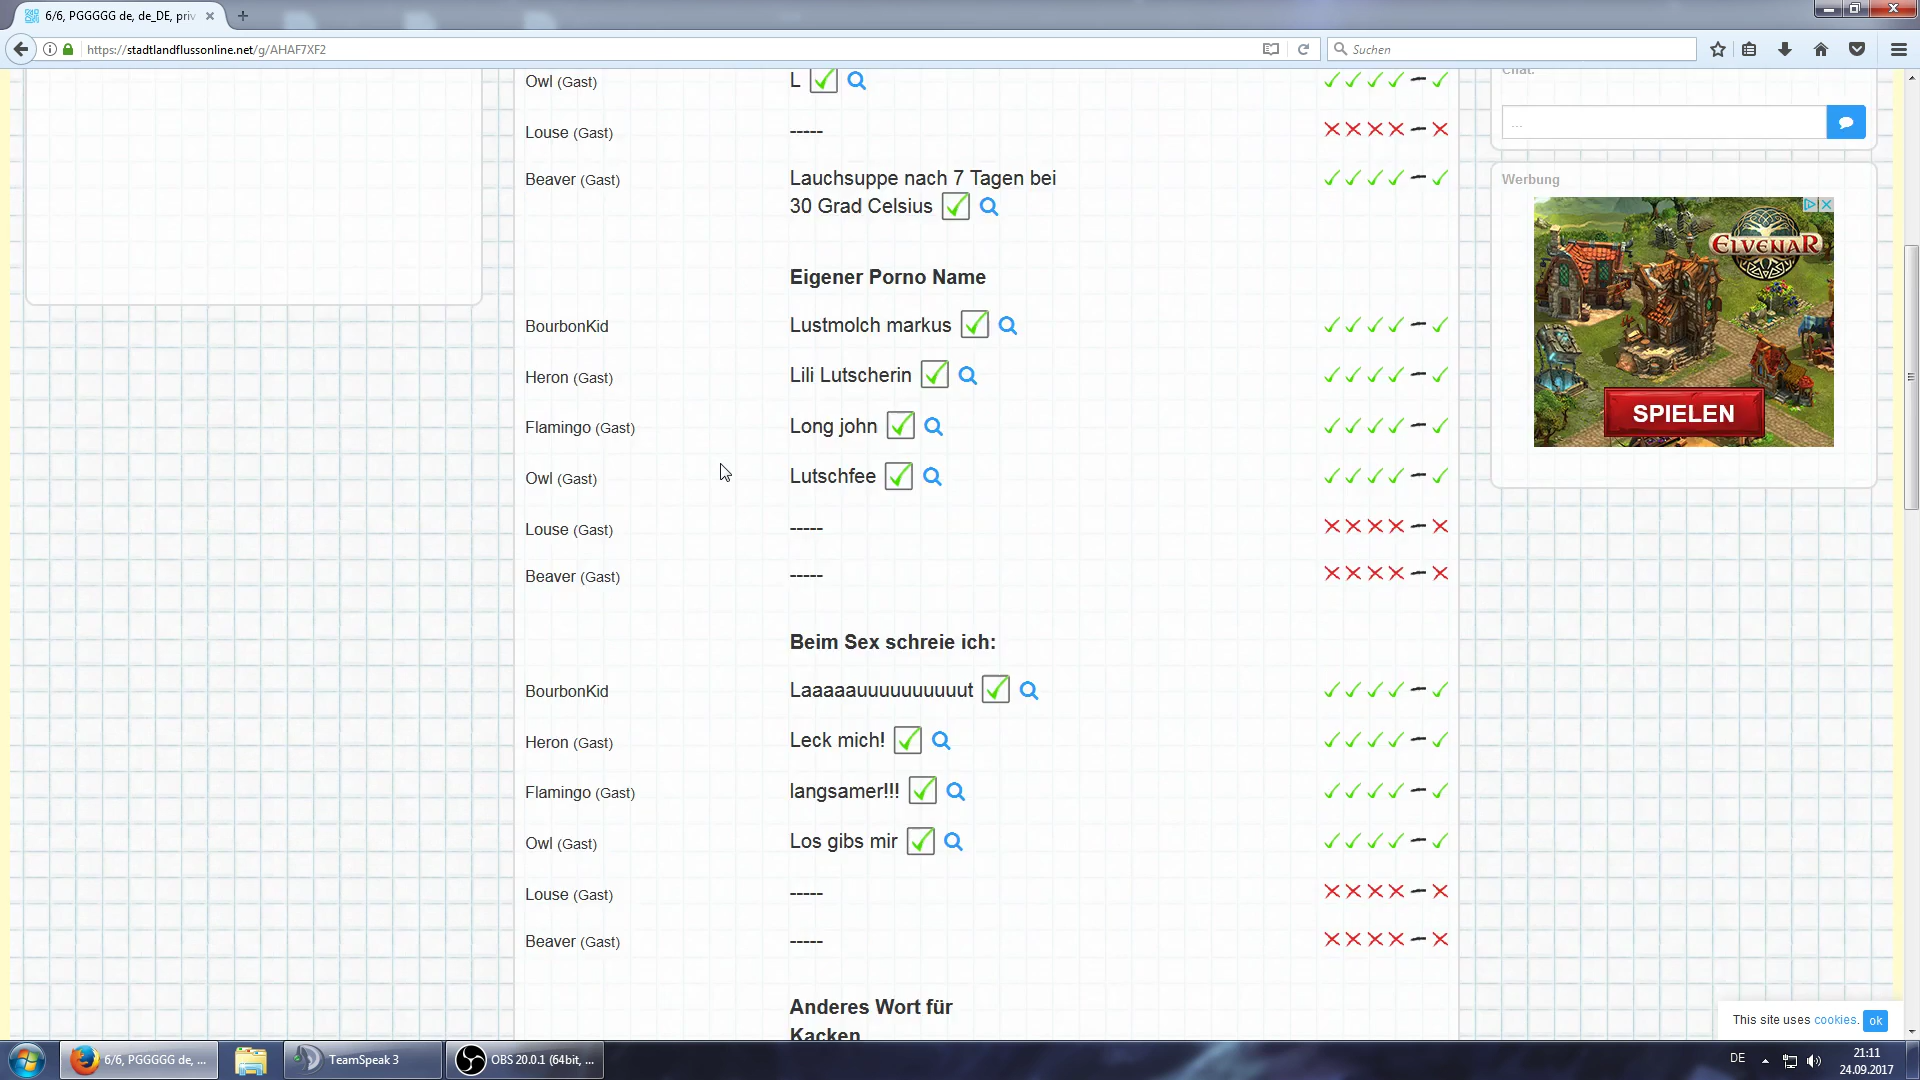 6/6, PGGGGG de, de_DE, priv
https://stadtlandflussonline.net/g/AHAF7XF2
Suchen
Owl (Gast) L
Louse (Gast) -----
Beaver (Gast) Lauchsuppe nach 7 Tagen bei
30 Grad Celsius
Eigener Porno Name
BourbonKid Lustmolch markus
Heron (Gast) Lili Lutscherin
Flamingo (Gast) Long john
Owl (Gast) Lutschfee
Louse (Gast) -----
Beaver (Gast) -----
Beim Sex schreie ich:
BourbonKid Laaaaauuuuuuuuuut
Heron (Gast) Leck mich!
Flamingo (Gast) langsamer!!!
Owl (Gast) Los gibs mir
Louse (Gast) -----
Beaver (Gast) -----
Anderes Wort für
Kacken
Chat:
...
Werbung
ELVENAR
SPIELEN
This site uses cookies. ok
6/6, PGGGGG de, ...
TeamSpeak 3
OBS 20.0.1 (64bit, ...
DE
21:11
24.09.2017